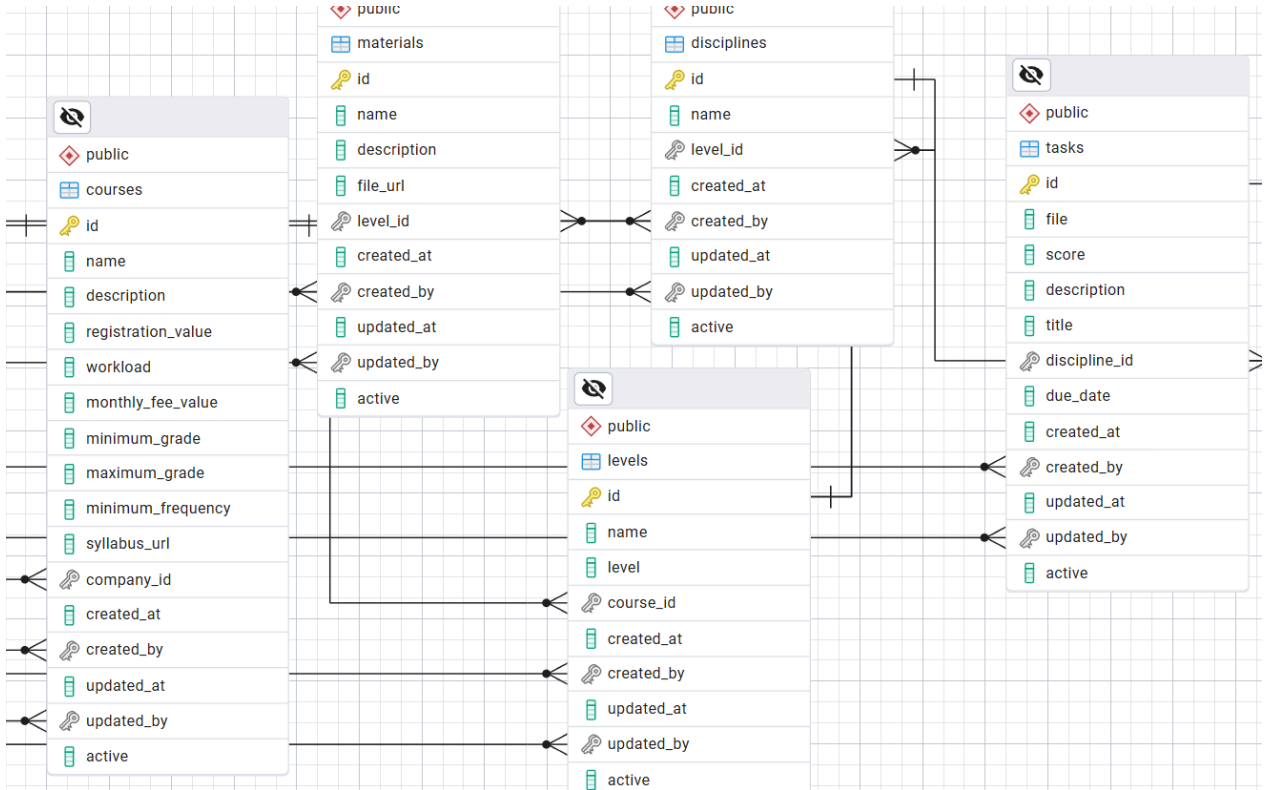 public
courses
id
name
description
registration_value
workload
monthly_fee_value
minimum_grade
maximum_grade
minimum_frequency
syllabus_url
company_id
created_at
created_by
updated_at
updated_by
active
public
materials
id
name
description
file_url
level_id
created_at
created_by
updated_at
updated_by
active
public
disciplines
id
name
level_id
created_at
created_by
updated_at
updated_by
active
public
levels
id
name
level
course_id
created_at
created_by
updated_at
updated_by
active
public
tasks
id
file
score
description
title
discipline_id
due_date
created_at
created_by
updated_at
updated_by
active